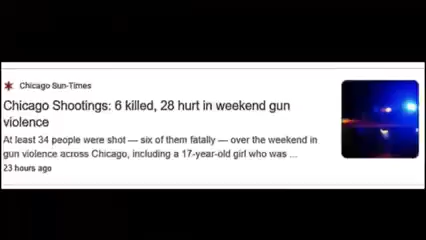 Chicago Sun-Times
Chicago Shootings: 6 killed, 28 hurt in weekend gun
violence
At least 34 people were shot — six of them fatally — over the weekend in
gun violence across Chicago, including a 17-year-old girl who was ...
23 hours ago